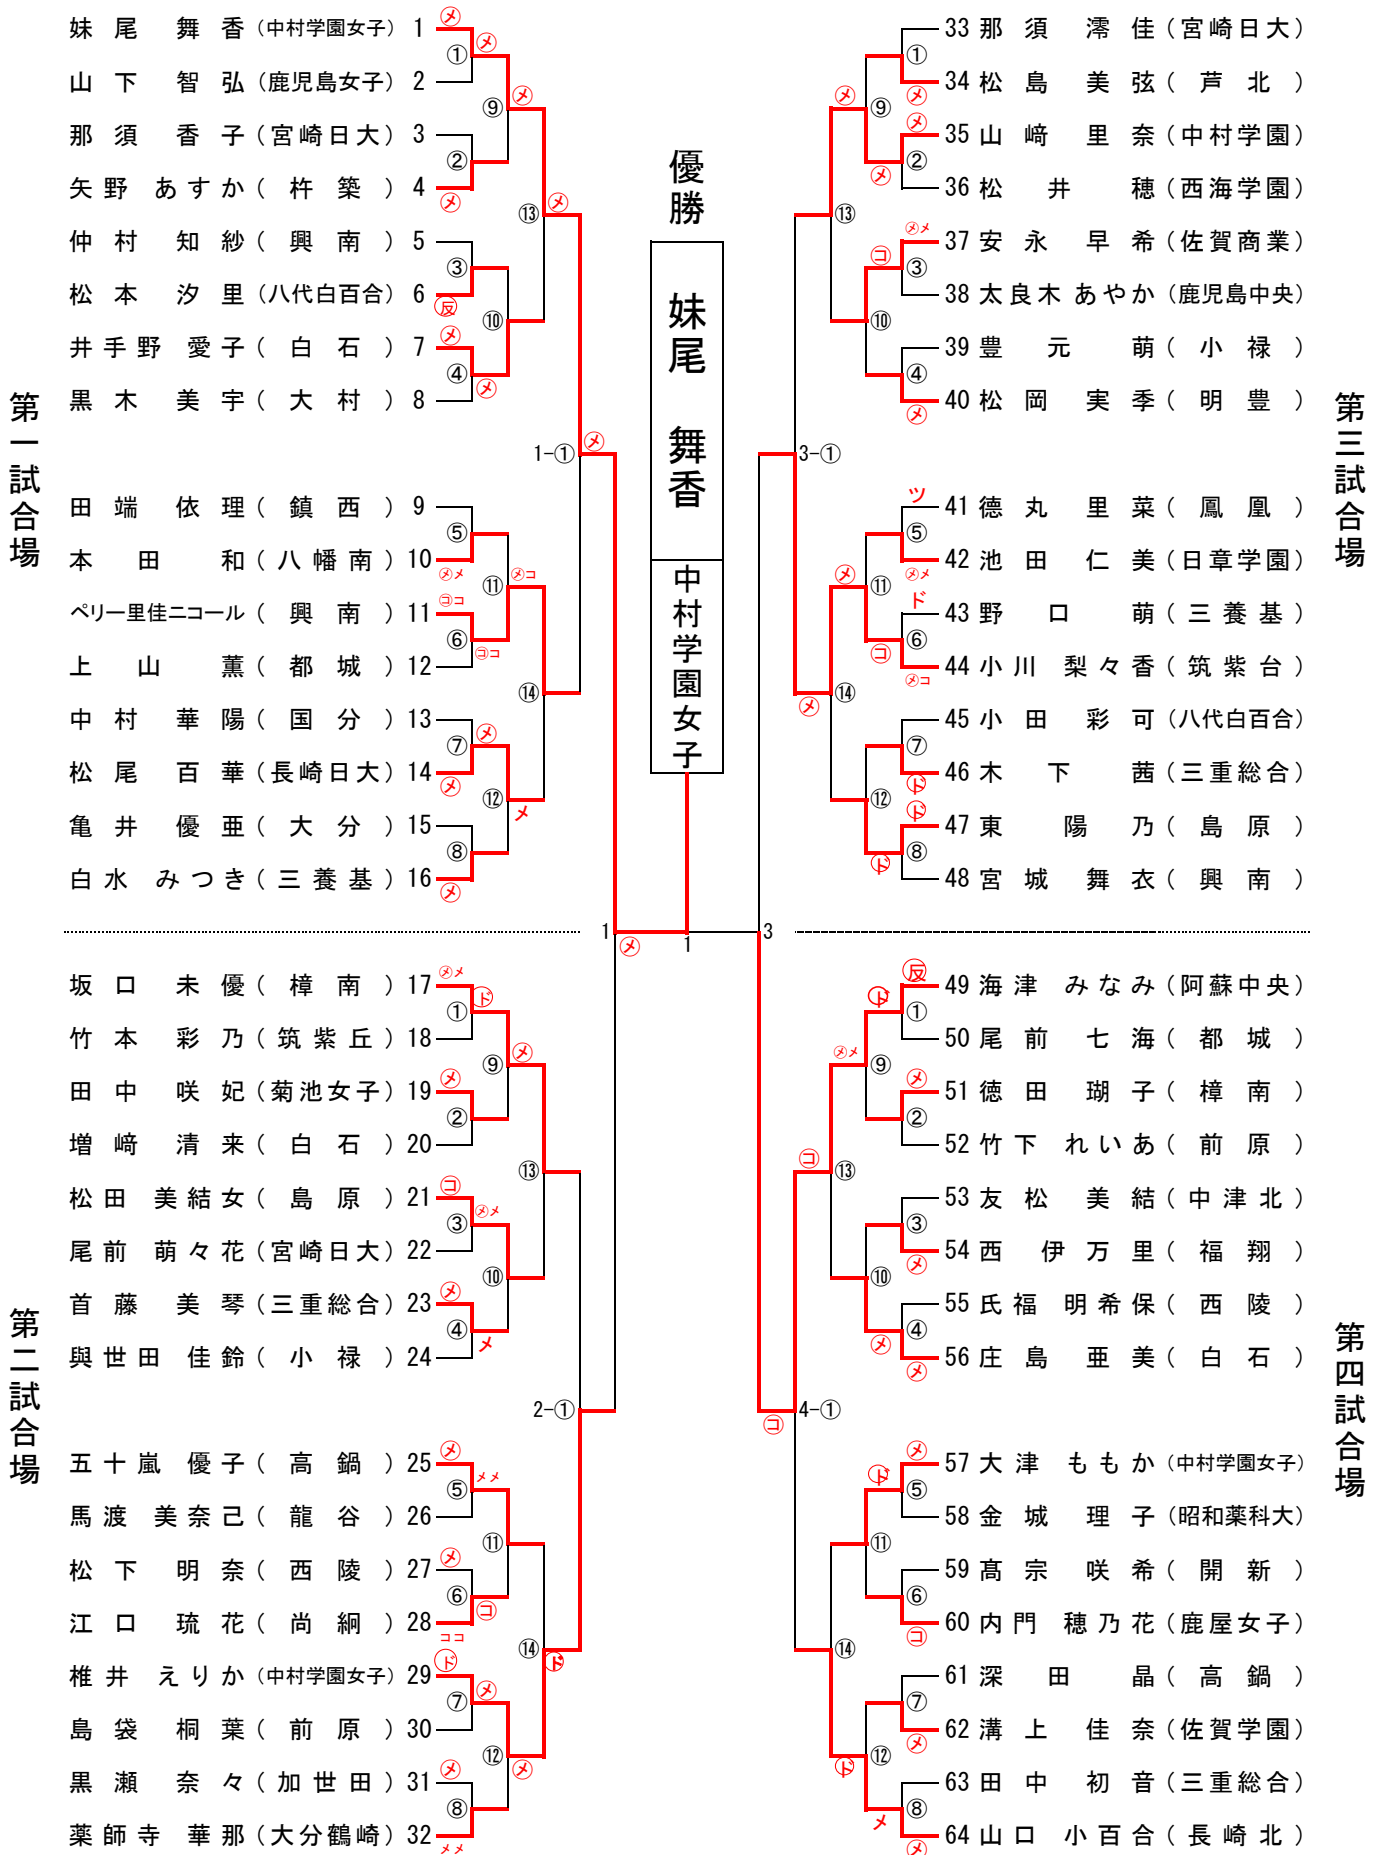 妹尾 舞香 (中村学園女子) 1
山下 智弘 (鹿児島女子) 2
那須 香子 (宮崎日大) 3
矢野 あすか (杵築) 4
仲村 知紗 (興南) 5
松本 汐里 (八代白百合) 6
井手野 愛子 (白石) 7
黒木 美宇 (大村) 8
田端 依理 (鎮西) 9
本田 和 (八幡南) 10
ペリー里佳ニコール (興南) 11
上山 薫 (都城) 12
中村 華陽 (国分) 13
松尾 百華 (長崎日大) 14
亀井 優亜 (大分) 15
白水 みつき (三養基) 16
第一試合場
坂口 未優 (樟南) 17
竹本 彩乃 (筑紫丘) 18
田中 咲妃 (菊池女子) 19
増﨑 清来 (白石) 20
松田 美結女 (島原) 21
尾前 萌々花 (宮崎日大) 22
首藤 美琴 (三重総合) 23
與世田 佳鈴 (小禄) 24
五十嵐 優子 (高鍋) 25
馬渡 美奈己 (龍谷) 26
松下 明奈 (西陵) 27
江口 琉花 (尚絅) 28
椎井 えりか (中村学園女子) 29
島袋 桐葉 (前原) 30
黒瀬 奈々 (加世田) 31
薬師寺 華那 (大分鶴崎) 32
第二試合場
優勝
妹尾 舞香
中村学園女子
33 那須 澪佳 (宮崎日大)
34 松島 美弦 (芦北)
35 山﨑 里奈 (中村学園)
36 松井 穂 (西海学園)
37 安永 早希 (佐賀商業)
38 太良木 あやか (鹿児島中央)
39 豊元 萌 (小禄)
40 松岡 実季 (明豊)
41 德丸 里菜 (鳳凰)
42 池田 仁美 (日章学園)
43 野口 萌 (三養基)
44 小川 梨々香 (筑紫台)
45 小田 彩可 (八代白百合)
46 木下 茜 (三重総合)
47 東 陽乃 (島原)
48 宮城 舞衣 (興南)
第三試合場
49 海津 みなみ (阿蘇中央)
50 尾前 七海 (都城)
51 徳田 瑚子 (樟南)
52 竹下 れいあ (前原)
53 友松 美結 (中津北)
54 西 伊万里 (福翔)
55 氏福 明希保 (西陵)
56 庄島 亜美 (白石)
57 大津 ももか (中村学園女子)
58 金城 理子 (昭和薬科大)
59 髙宗 咲希 (開新)
60 内門 穂乃花 (鹿屋女子)
61 深田 晶 (高鍋)
62 溝上 佳奈 (佐賀学園)
63 田中 初音 (三重総合)
64 山口 小百合 (長崎北)
第四試合場
1-①
2-①
3-①
4-①
1
1
3